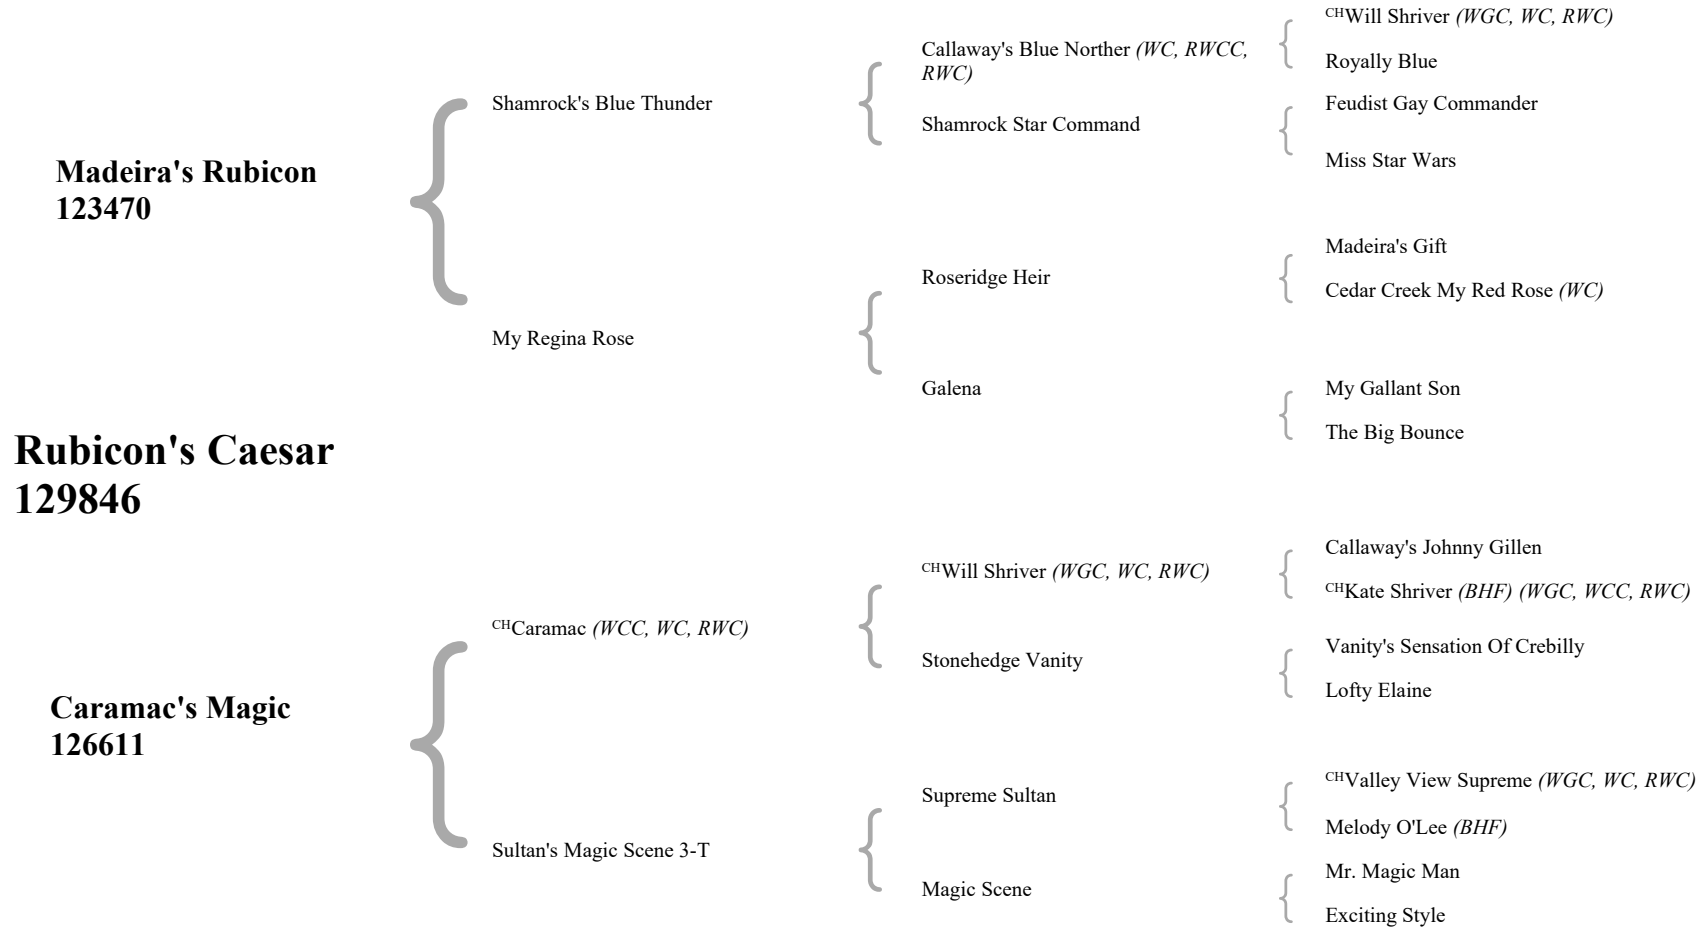 CHWill Shriver (WGC, WC, RWC)
Callaway's Blue Norther (WC, RWCC,
RWC)
Royally Blue
Shamrock's Blue Thunder
Feudist Gay Commander
Shamrock Star Command
Miss Star Wars
Madeira's Rubicon
123470
Madeira's Gift
Roseridge Heir
Cedar Creek My Red Rose (WC)
My Regina Rose
Galena
My Gallant Son
The Big Bounce
Rubicon's Caesar
129846
Callaway's Johnny Gillen
CHWill Shriver (WGC, WC, RWC)
CHKate Shriver (BHF) (WGC, WCC, RWC)
CHCaramac (WCC, WC, RWC)
Vanity's Sensation Of Crebilly
Stonehedge Vanity
Lofty Elaine
Caramac's Magic
126611
CHValley View Supreme (WGC, WC, RWC)
Supreme Sultan
Melody O'Lee (BHF)
Sultan's Magic Scene 3-T
Mr. Magic Man
Magic Scene
Exciting Style